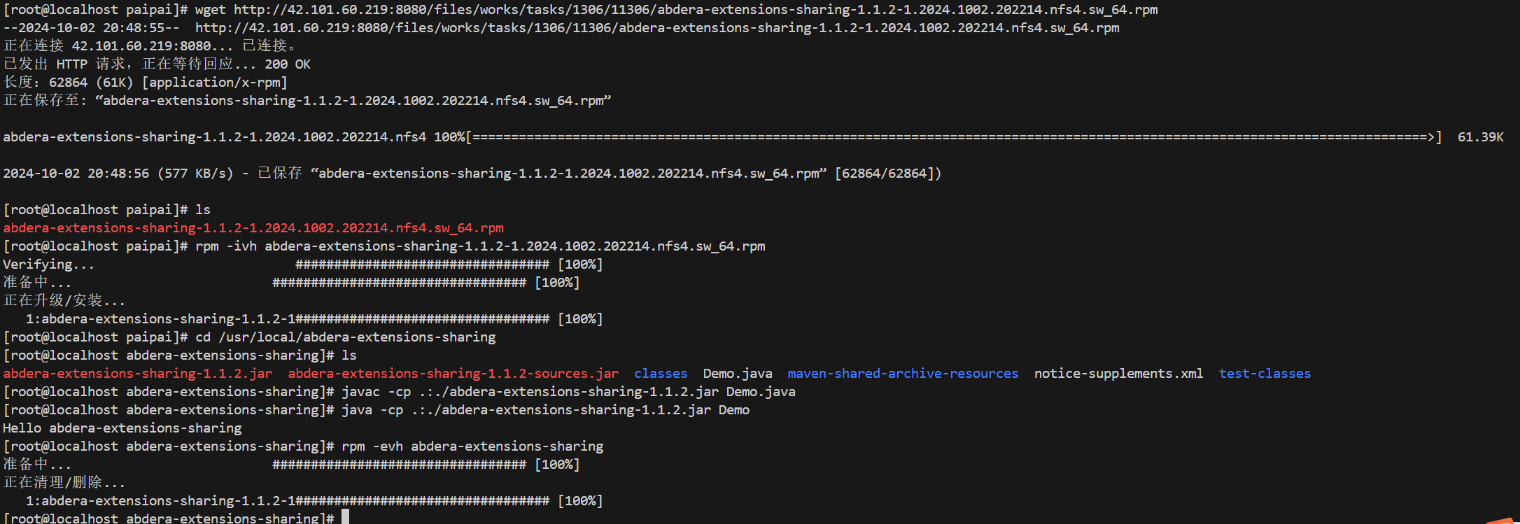 [root@localhost paipai]# wget http://42.101.60.219:8080/files/works/tasks/1306/11306/abdera-extensions-sharing-1.1.2-1.2024.1002.202214.nfs4.sw_64.rpm
--2024-10-02 20:48:55--  http://42.101.60.219:8080/files/works/tasks/1306/11306/abdera-extensions-sharing-1.1.2-1.2024.1002.202214.nfs4.sw_64.rpm
正在连接 42.101.60.219:8080... 已连接。
已发出 HTTP 请求，正在等待回应... 200 OK
长度：62864 (61K) [application/x-rpm]
正在保存至: “abdera-extensions-sharing-1.1.2-1.2024.1002.202214.nfs4.sw_64.rpm”
abdera-extensions-sharing-1.1.2-1.2024.1002.202214.nfs4 100%[============================================================================================================================>]  61.39K
2024-10-02 20:48:56 (577 KB/s) - 已保存 “abdera-extensions-sharing-1.1.2-1.2024.1002.202214.nfs4.sw_64.rpm” [62864/62864])
[root@localhost paipai]# ls
abdera-extensions-sharing-1.1.2-1.2024.1002.202214.nfs4.sw_64.rpm
[root@localhost paipai]# rpm -ivh abdera-extensions-sharing-1.1.2-1.2024.1002.202214.nfs4.sw_64.rpm
Verifying...                          ################################# [100%]
准备中...                          ################################# [100%]
正在升级/安装...
   1:abdera-extensions-sharing-1.1.2-1################################# [100%]
[root@localhost paipai]# cd /usr/local/abdera-extensions-sharing
[root@localhost abdera-extensions-sharing]# ls
abdera-extensions-sharing-1.1.2.jar  abdera-extensions-sharing-1.1.2-sources.jar  classes  Demo.java  maven-shared-archive-resources  notice-supplements.xml  test-classes
[root@localhost abdera-extensions-sharing]# javac -cp .:./abdera-extensions-sharing-1.1.2.jar Demo.java
[root@localhost abdera-extensions-sharing]# java -cp .:./abdera-extensions-sharing-1.1.2.jar Demo
Hello abdera-extensions-sharing
[root@localhost abdera-extensions-sharing]# rpm -evh abdera-extensions-sharing
准备中...                          ################################# [100%]
正在清理/删除...
   1:abdera-extensions-sharing-1.1.2-1################################# [100%]
[root@localhost abdera-extensions-sharing]#